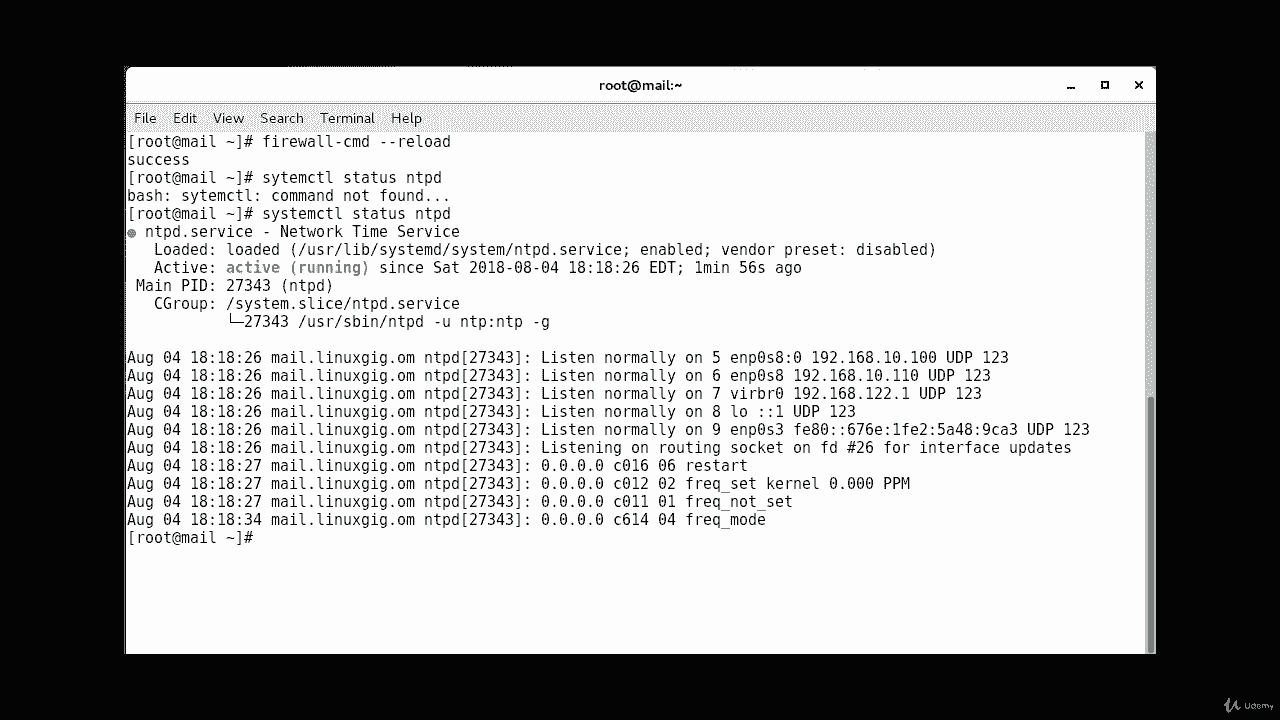 root@mail:~
File Edit View Search Terminal Help
[root@mail ~]# firewall-cmd --reload
success
[root@mail ~]# sytemctl status ntpd
bash: sytemctl: command not found...
[root@mail ~]# systemctl status ntpd
● ntpd.service - Network Time Service
   Loaded: loaded (/usr/lib/systemd/system/ntpd.service; enabled; vendor preset: disabled)
   Active: active (running) since Sat 2018-08-04 18:18:26 EDT; 1min 56s ago
 Main PID: 27343 (ntpd)
   CGroup: /system.slice/ntpd.service
           └─27343 /usr/sbin/ntpd -u ntp:ntp -g
Aug 04 18:18:26 mail.linuxgig.om ntpd[27343]: Listen normally on 5 enp0s8:0 192.168.10.100 UDP 123
Aug 04 18:18:26 mail.linuxgig.om ntpd[27343]: Listen normally on 6 enp0s8 192.168.10.110 UDP 123
Aug 04 18:18:26 mail.linuxgig.om ntpd[27343]: Listen normally on 7 virbr0 192.168.122.1 UDP 123
Aug 04 18:18:26 mail.linuxgig.om ntpd[27343]: Listen normally on 8 lo ::1 UDP 123
Aug 04 18:18:26 mail.linuxgig.om ntpd[27343]: Listen normally on 9 enp0s3 fe80::676e:1fe2:5a48:9ca3 UDP 123
Aug 04 18:18:26 mail.linuxgig.om ntpd[27343]: Listening on routing socket on fd #26 for interface updates
Aug 04 18:18:27 mail.linuxgig.om ntpd[27343]: 0.0.0.0 c016 06 restart
Aug 04 18:18:27 mail.linuxgig.om ntpd[27343]: 0.0.0.0 c012 02 freq_set kernel 0.000 PPM
Aug 04 18:18:27 mail.linuxgig.om ntpd[27343]: 0.0.0.0 c011 01 freq_not_set
Aug 04 18:18:34 mail.linuxgig.om ntpd[27343]: 0.0.0.0 c614 04 freq_mode
[root@mail ~]#
Udemy